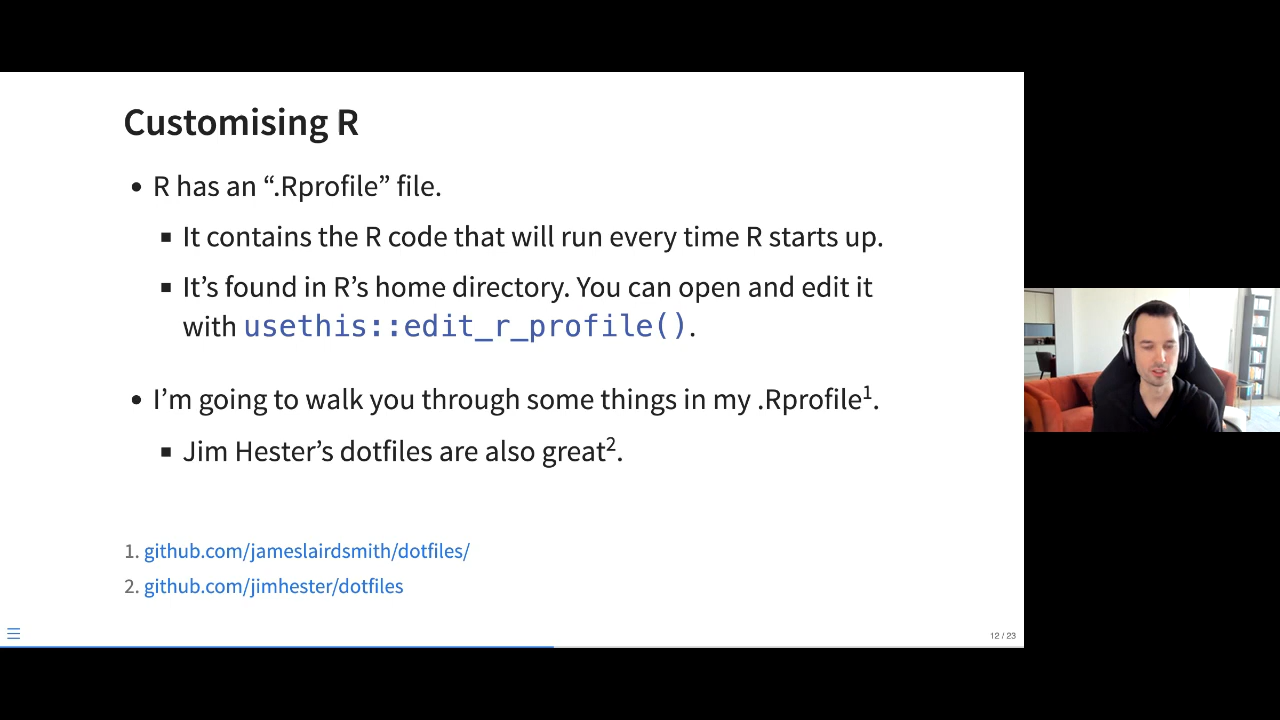 Customising R
• R has an “.Rprofile” file.
▪ It contains the R code that will run every time R starts up.
▪ It’s found in R’s home directory. You can open and edit it
with usethis::edit_r_profile().
• I’m going to walk you through some things in my .Rprofile¹.
▪ Jim Hester’s dotfiles are also great².
1. github.com/jameslairdsmith/dotfiles/
2. github.com/jimhester/dotfiles
12 / 23